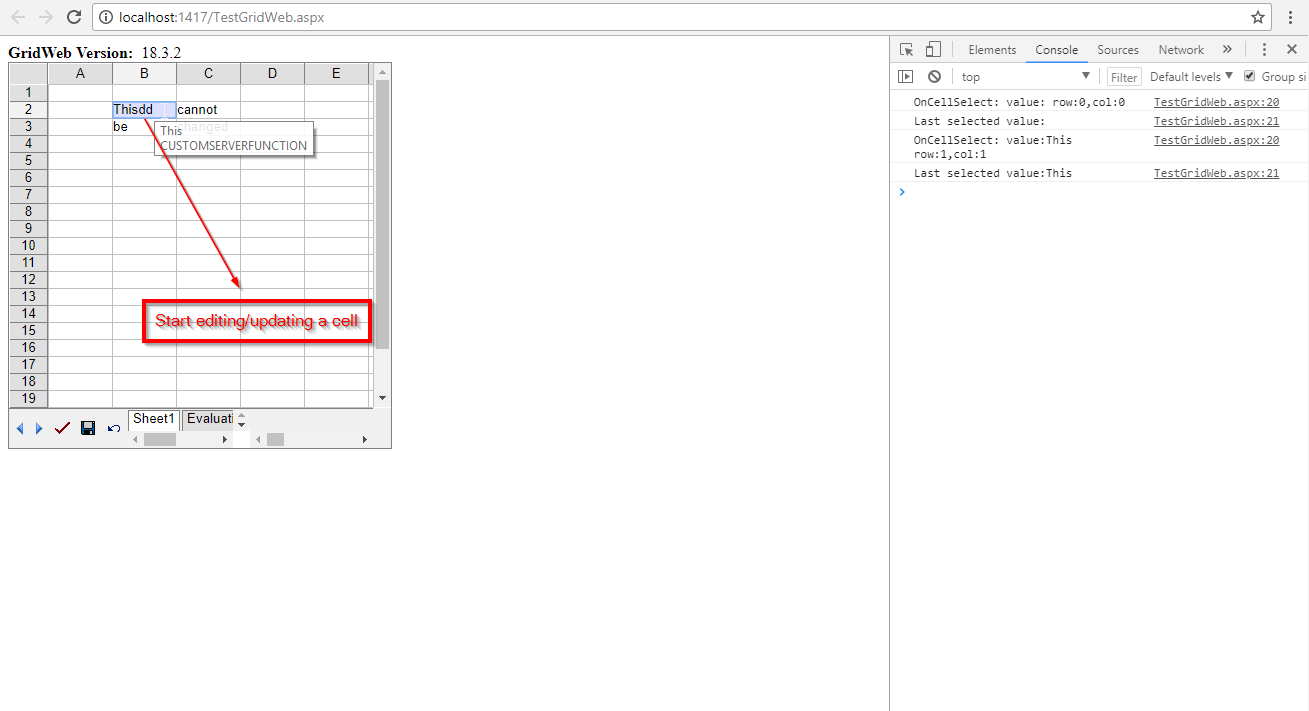 localhost:1417/TestGridWeb.aspx
GridWeb Version: 18.3.2
A B C D E
1
2 Thisdd cannot
3 be changed
This
CUSTOMSERVERFUNCTION
4
5
6
7
8
9
10
11
12
13
14
Start editing/updating a cell
15
16
17
18
19
Sheet1 Evaluati
Elements Console Sources Network »
top Filter Default levels Group si
OnCellSelect: value: row:0,col:0 TestGridWeb.aspx:20
Last selected value: TestGridWeb.aspx:21
OnCellSelect: value:This TestGridWeb.aspx:20
row:1,col:1
Last selected value:This TestGridWeb.aspx:21